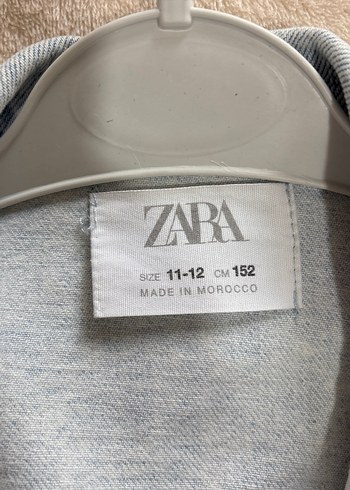 ZARA
SIZE 11-12 CM 152
MADE IN MOROCCO